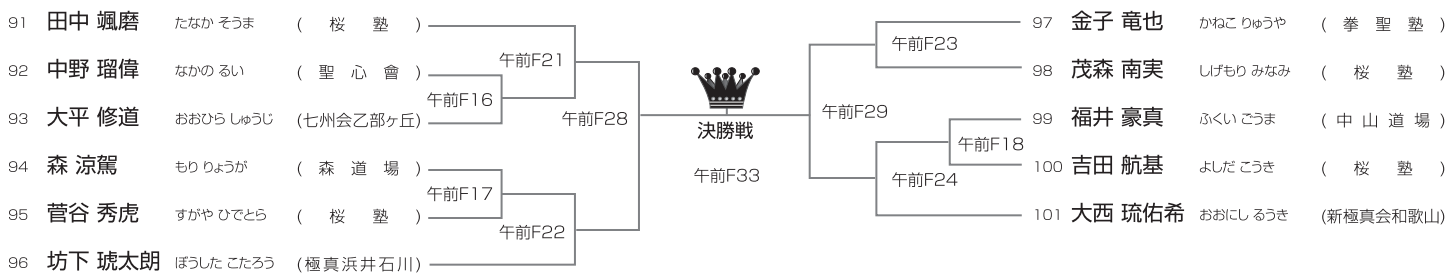 91 田中 颯磨 たなか そうま (桜塾)
92 中野 瑠偉 なかの るい (聖心會)
93 大平 修道 おおひら しゅうじ (七州会乙部ヶ丘)
94 森 涼駕 もり りょうが (森道場)
95 菅谷 秀虎 すがや ひでとら (桜塾)
96 坊下 琥太朗 ぼうした こたろう (極真浜井石川)
午前F21
午前F16
午前F17
午前F22
午前F28
決勝戦
午前F33
午前F29
午前F23
午前F18
午前F24
97 金子 竜也 かねこ りゅうや (拳聖塾)
98 茂森 南実 しげもり みなみ (桜塾)
99 福井 豪真 ふくい ごうま (中山道場)
100 吉田 航基 よしだ こうき (桜塾)
101 大西 琉佑希 おおにし るうき (新極真会和歌山)